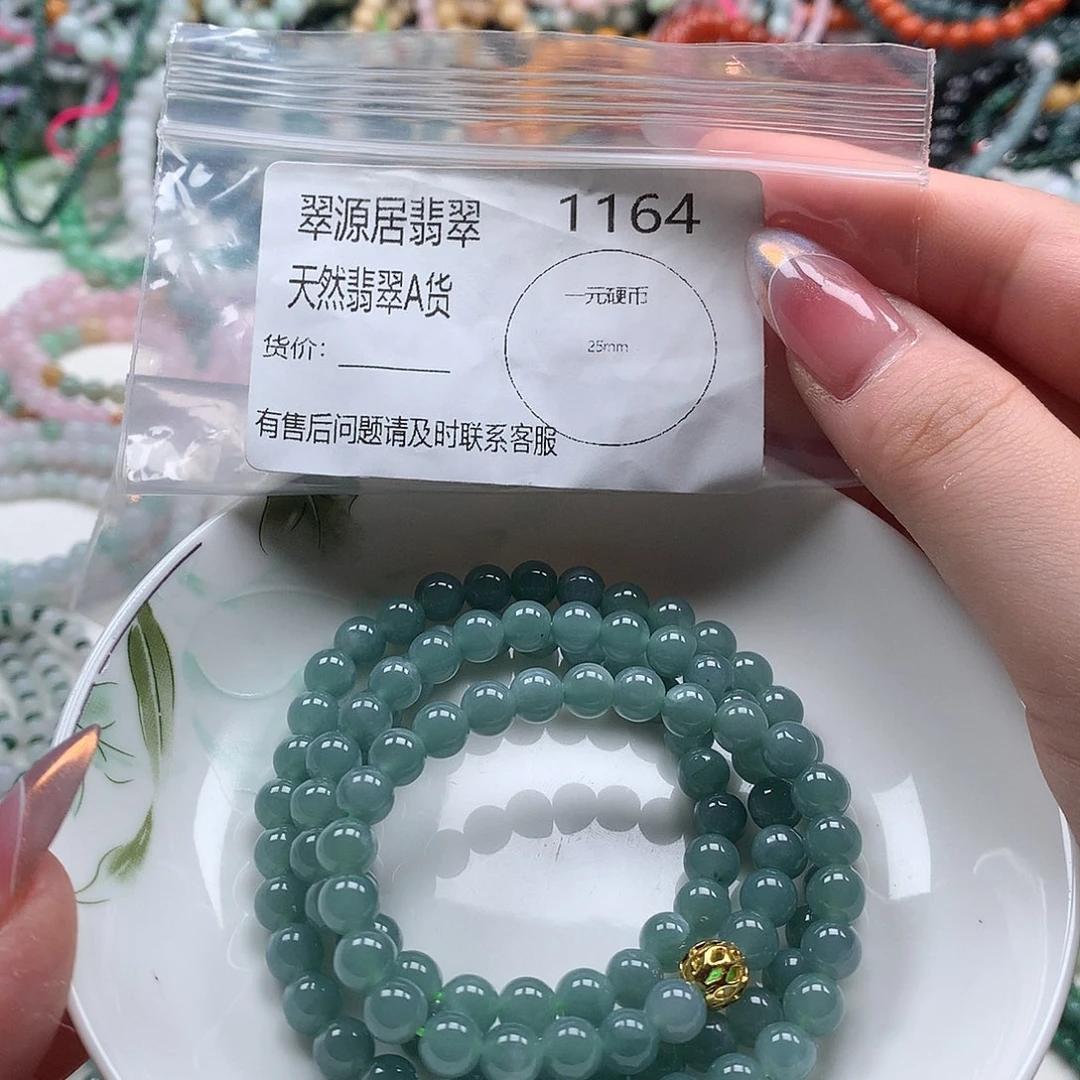 翠源居翡翠 1164
天然翡翠A货
一元硬币
货价：
25mm
有售后问题请及时联系客服